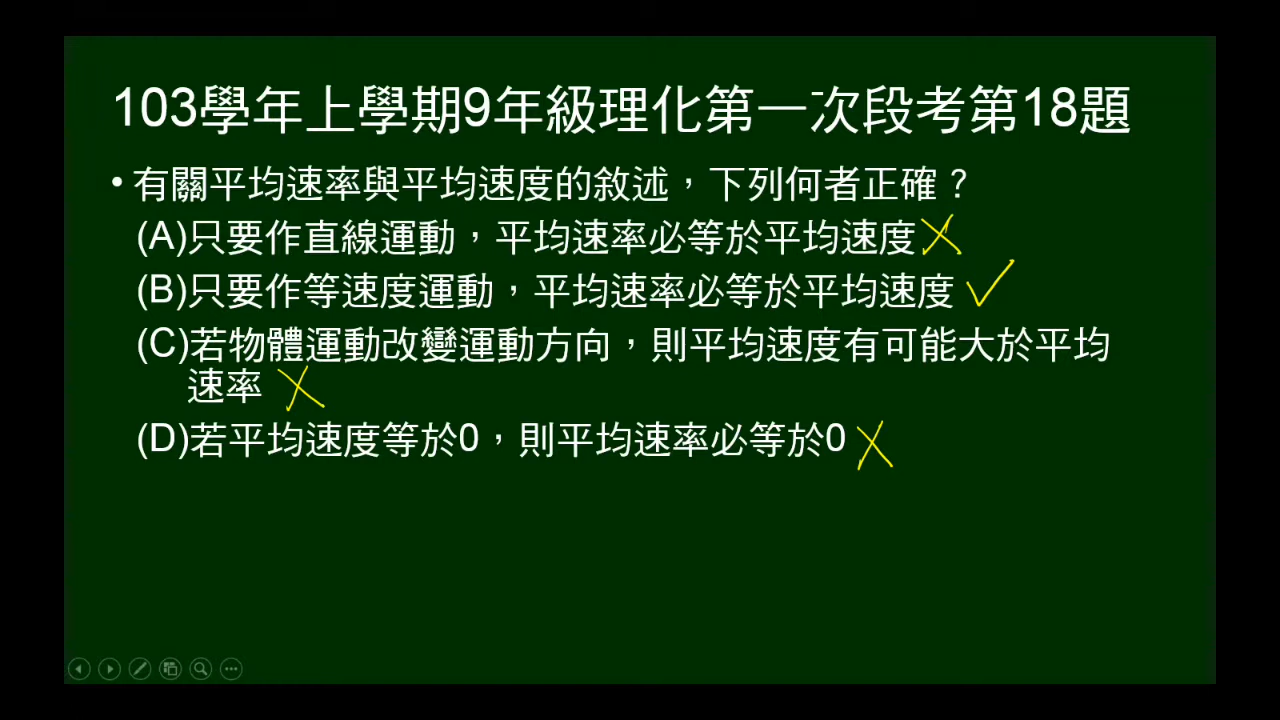 103學年上學期9年級理化第一次段考第18題
• 有關平均速率與平均速度的敘述，下列何者正確？
(A)只要作直線運動，平均速率必等於平均速度
(B)只要作等速度運動，平均速率必等於平均速度
(C)若物體運動改變運動方向，則平均速度有可能大於平均
速率
(D)若平均速度等於0，則平均速率必等於0